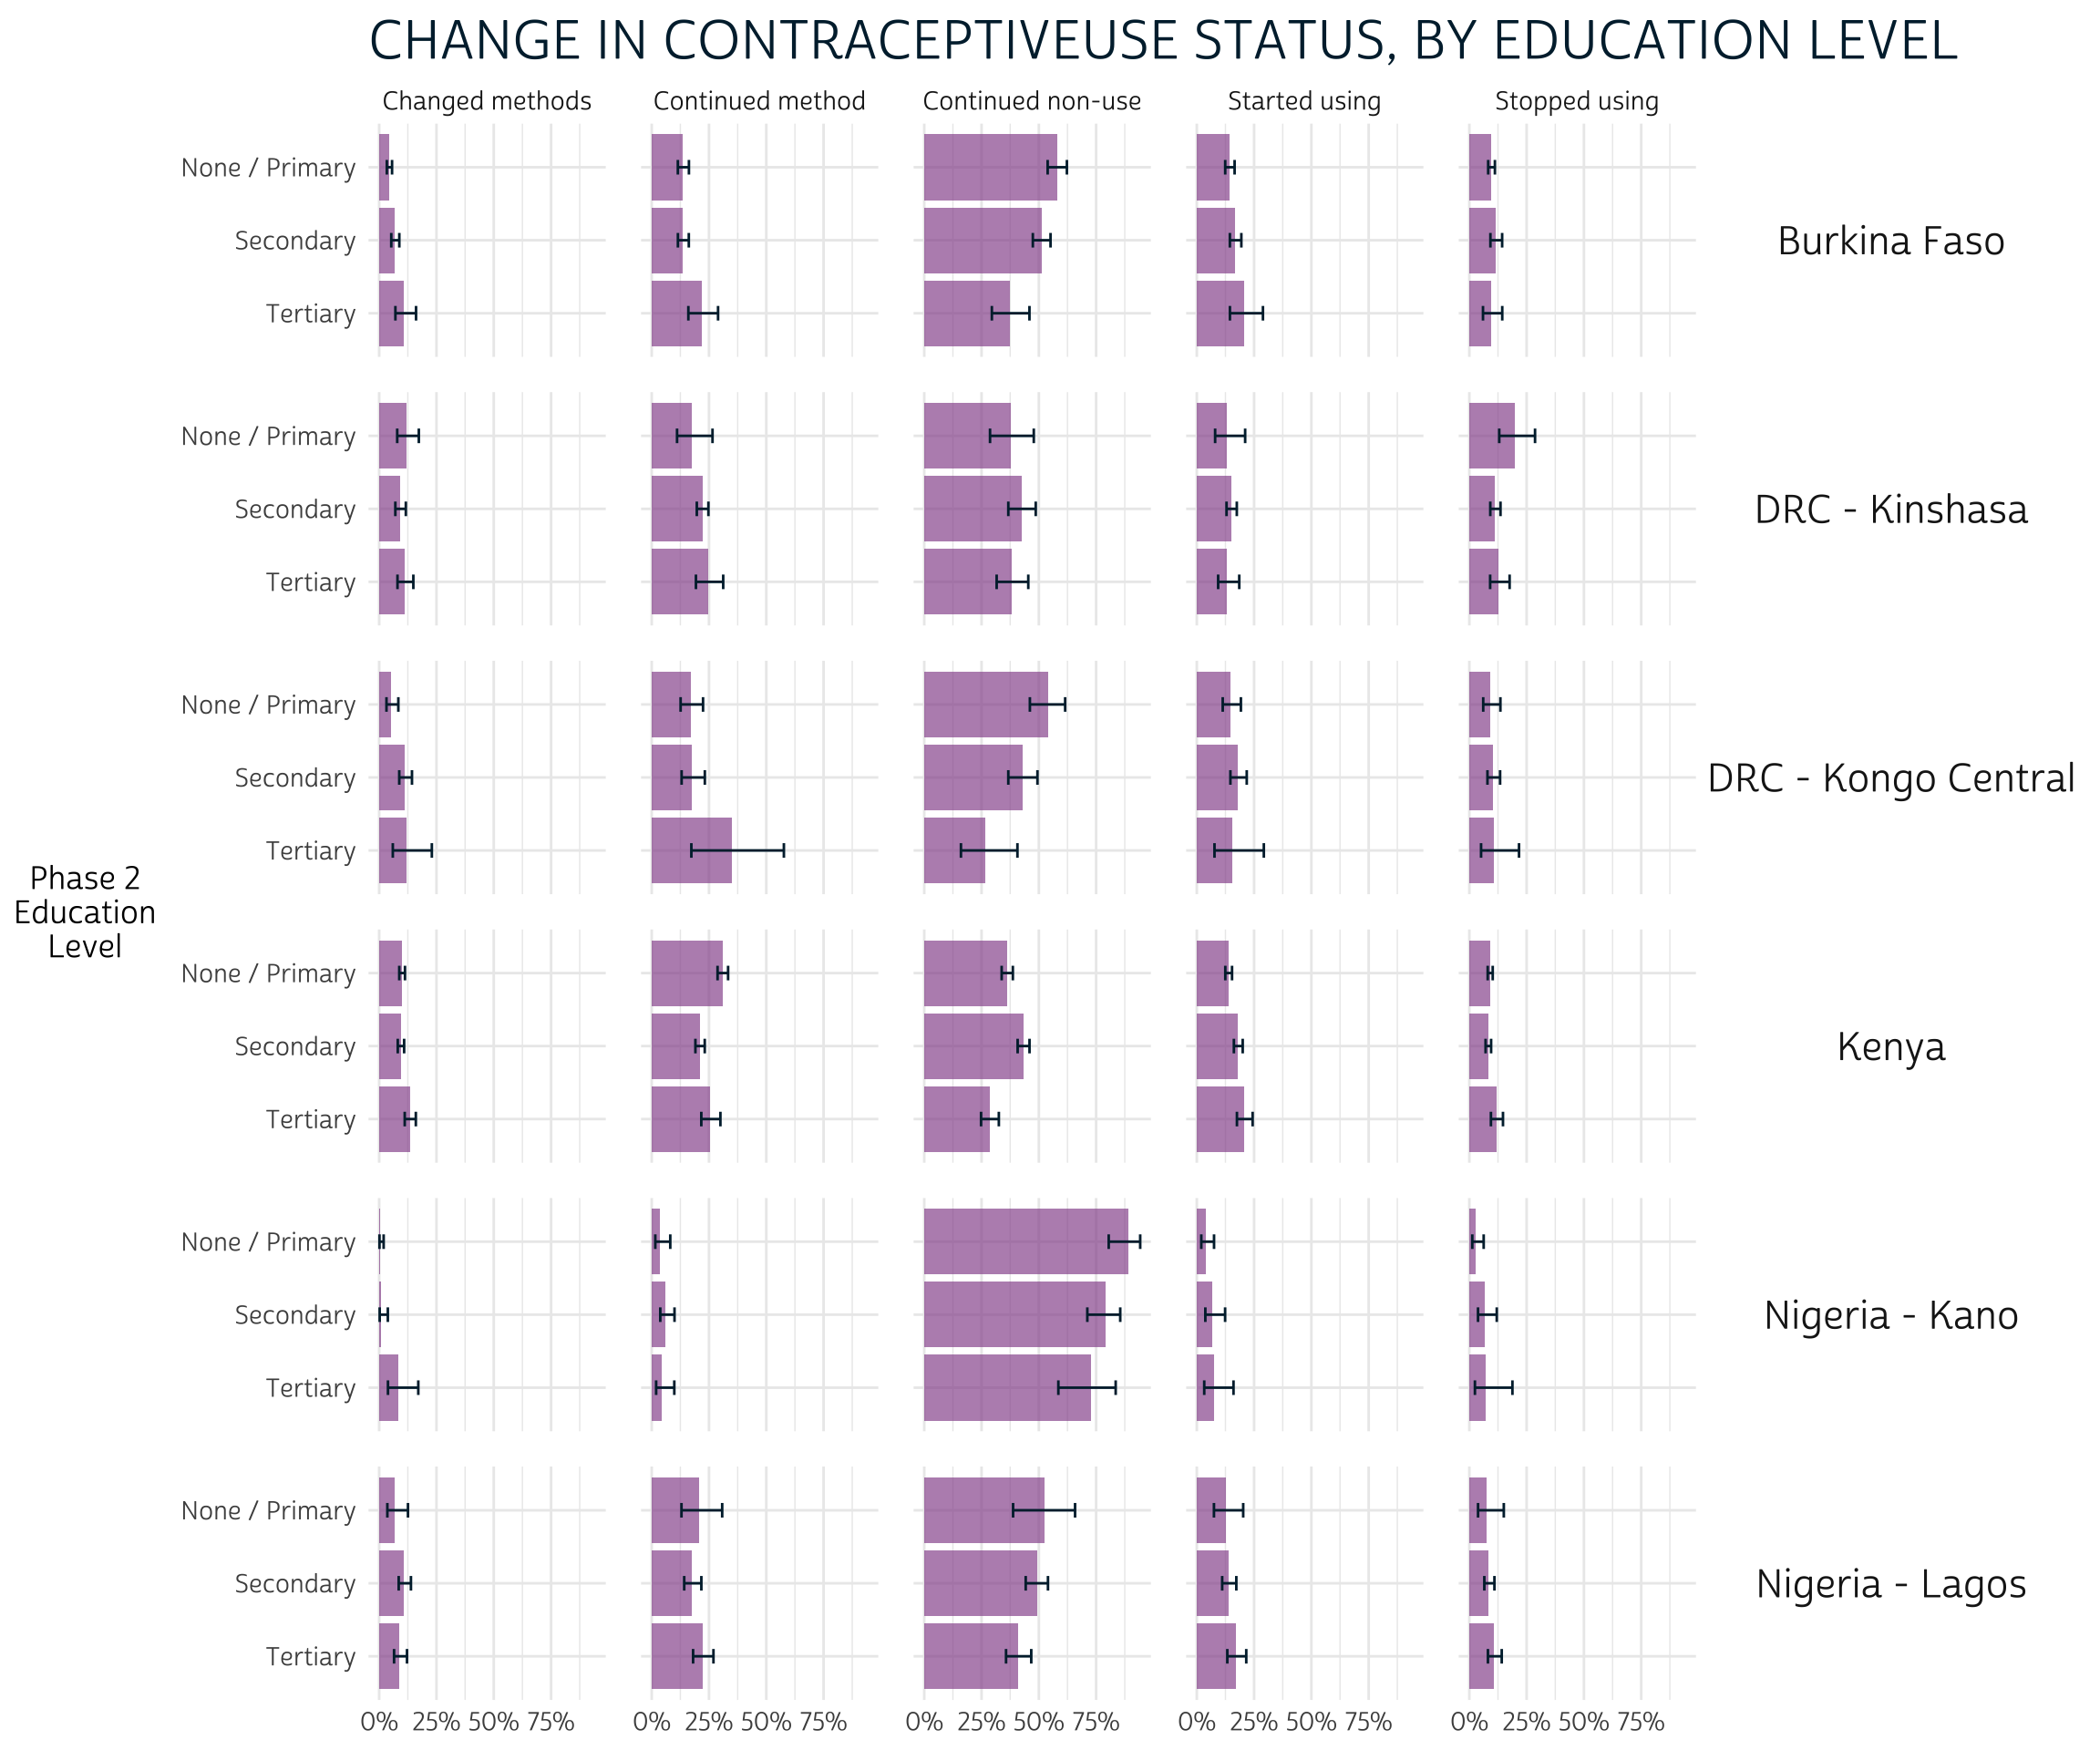 CHANGE IN CONTRACEPTIVEUSE STATUS, BY EDUCATION LEVEL
Changed methods Continued method Continued non-use Started using Stopped using
None / Primary
Secondary
Tertiary
Burkina Faso
None / Primary
Secondary
Tertiary
DRC - Kinshasa
None / Primary
Secondary
Tertiary
DRC - Kongo Central
Phase 2
Education
Level
None / Primary
Secondary
Tertiary
Kenya
None / Primary
Secondary
Tertiary
Nigeria - Kano
None / Primary
Secondary
Tertiary
Nigeria - Lagos
0% 25% 50% 75% 0% 25% 50% 75% 0% 25% 50% 75% 0% 25% 50% 75% 0% 25% 50% 75%